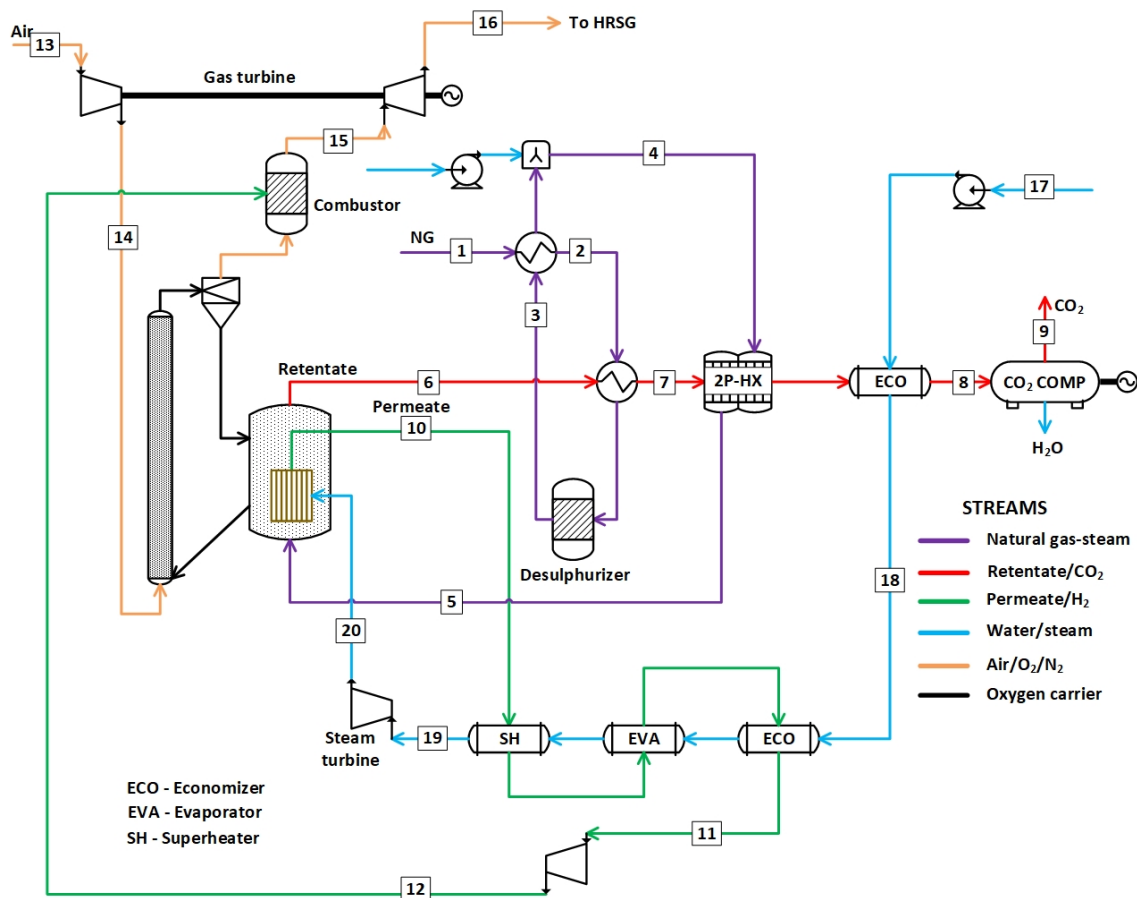 16
To HRSG
Air
13
Gas turbine
15
4
Combustor
17
14
NG
1
2
3
CO₂
9
Retentate
6
7
2P-HX
ECO
8
CO₂ COMP
Permeate
10
H₂O
STREAMS
Natural gas-steam
Desulphurizer
Retentate/CO₂
18
5
Permeate/H₂
20
Water/steam
Air/O₂/N₂
Oxygen carrier
19
SH
EVA
ECO
Steam
turbine
ECO - Economizer
EVA - Evaporator
SH - Superheater
11
12